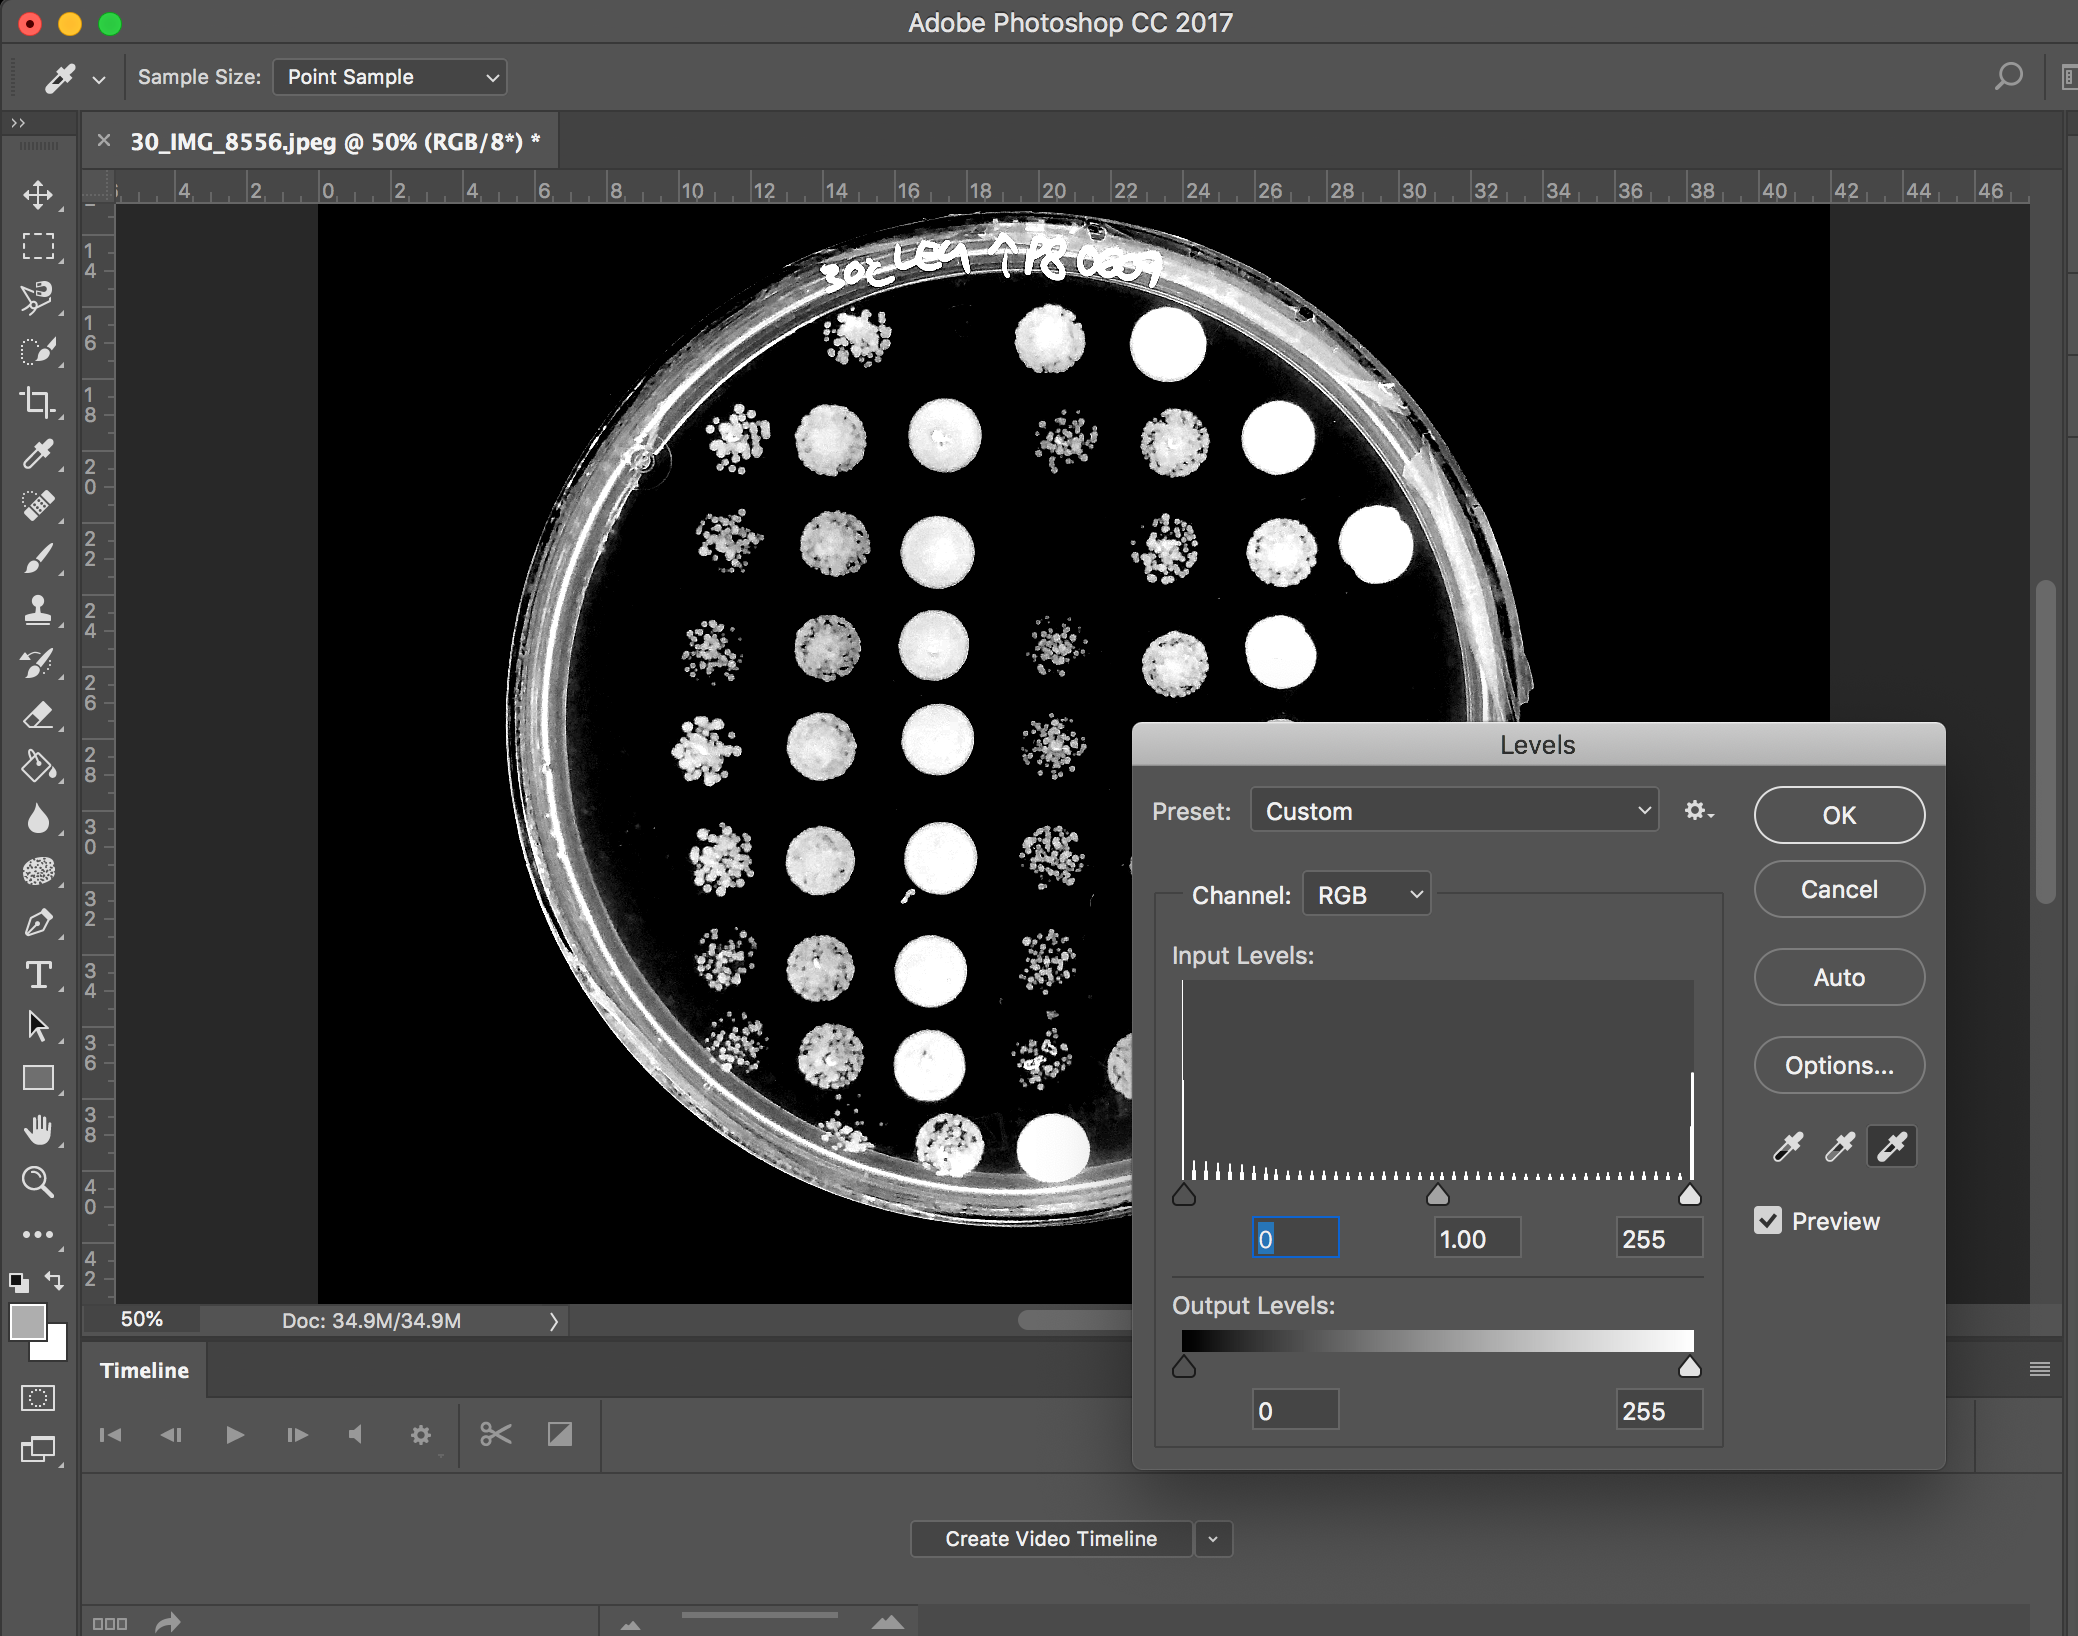 Adobe Photoshop CC 2017
Sample Size: Point Sample
30_IMG_8556.jpeg @ 50% (RGB/8*) *
4 2 0 2 4 6 8 10 12 14 16 18 20 22 24 26 28 30 32 34 36 38 40 42 44 46
14
16
18
20
22
24
26
28
30
32
34
36
38
40
42
Levels
Preset: Custom
OK
Cancel
Channel: RGB
Input Levels:
Auto
Options...
0 1.00 255
Preview
Output Levels:
0 255
50% Doc: 34.9M/34.9M
Timeline
Create Video Timeline